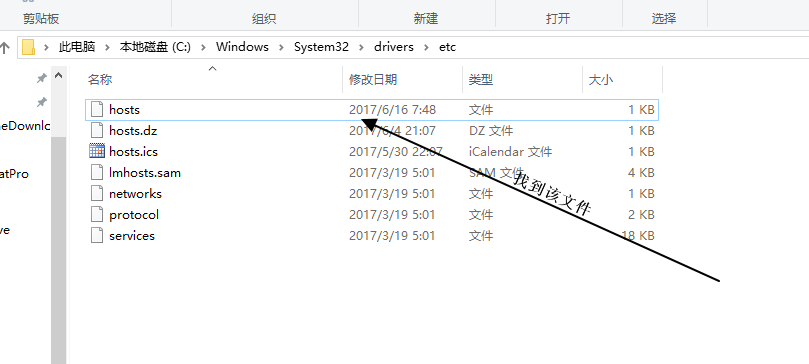 剪贴板 组织 新建 打开 选择
此电脑 本地磁盘 (C:) Windows System32 drivers etc
名称 修改日期 类型 大小
hosts 2017/6/16 7:48 文件 1 KB
neDownlo hosts.dz 2017/6/4 21:07 DZ 文件 1 KB
hosts.ics 2017/5/30 22:07 iCalendar 文件 1 KB
atPro lmhosts.sam 2017/3/19 5:01 SAM 文件 4 KB
networks 2017/3/19 5:01 文件 1 KB
找到该文件
protocol 2017/3/19 5:01 文件 2 KB
ve services 2017/3/19 5:01 文件 18 KB